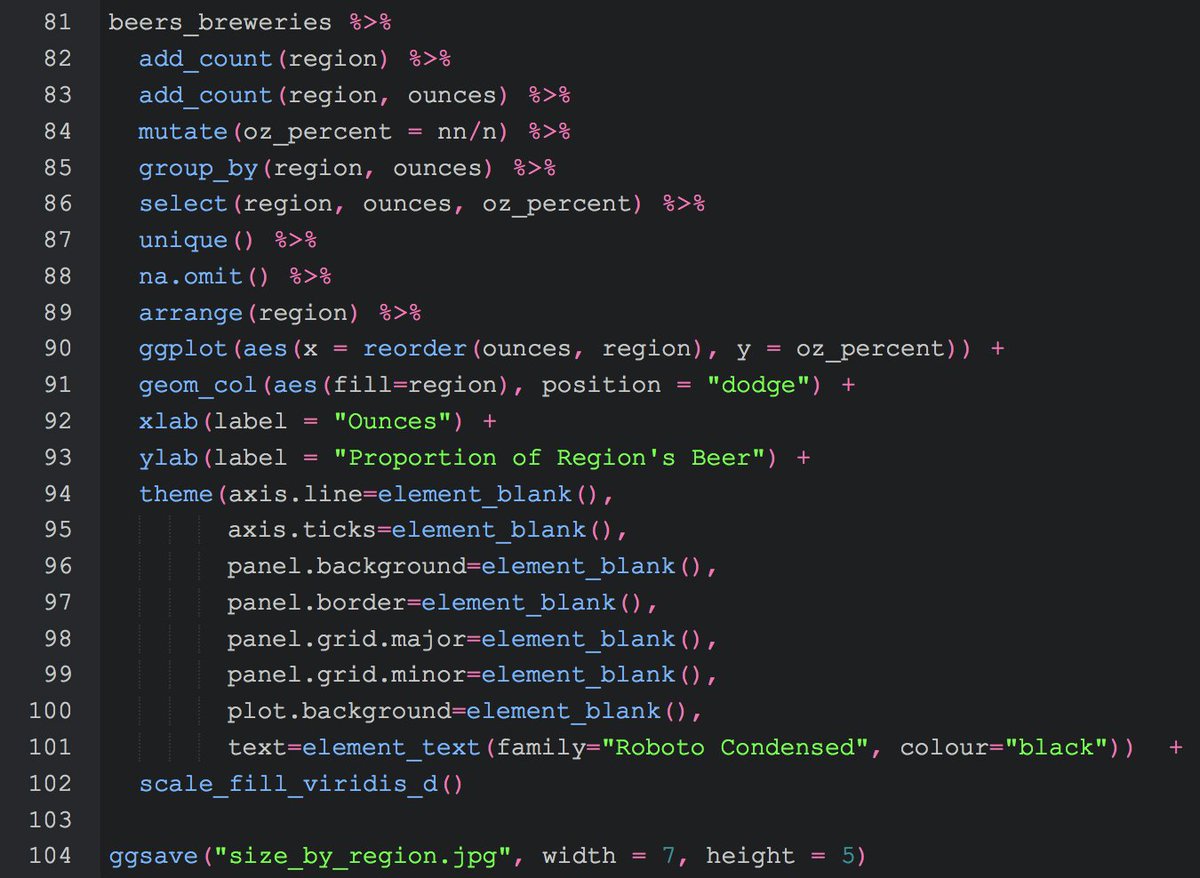 81 beers_breweries %>%
82   add_count(region) %>%
83   add_count(region, ounces) %>%
84   mutate(oz_percent = nn/n) %>%
85   group_by(region, ounces) %>%
86   select(region, ounces, oz_percent) %>%
87   unique() %>%
88   na.omit() %>%
89   arrange(region) %>%
90   ggplot(aes(x = reorder(ounces, region), y = oz_percent)) +
91   geom_col(aes(fill=region), position = "dodge") +
92   xlab(label = "Ounces") +
93   ylab(label = "Proportion of Region's Beer") +
94   theme(axis.line=element_blank(),
95         axis.ticks=element_blank(),
96         panel.background=element_blank(),
97         panel.border=element_blank(),
98         panel.grid.major=element_blank(),
99         panel.grid.minor=element_blank(),
100         plot.background=element_blank(),
101         text=element_text(family="Roboto Condensed", colour="black"))  +
102   scale_fill_viridis_d()
103
104 ggsave("size_by_region.jpg", width = 7, height = 5)